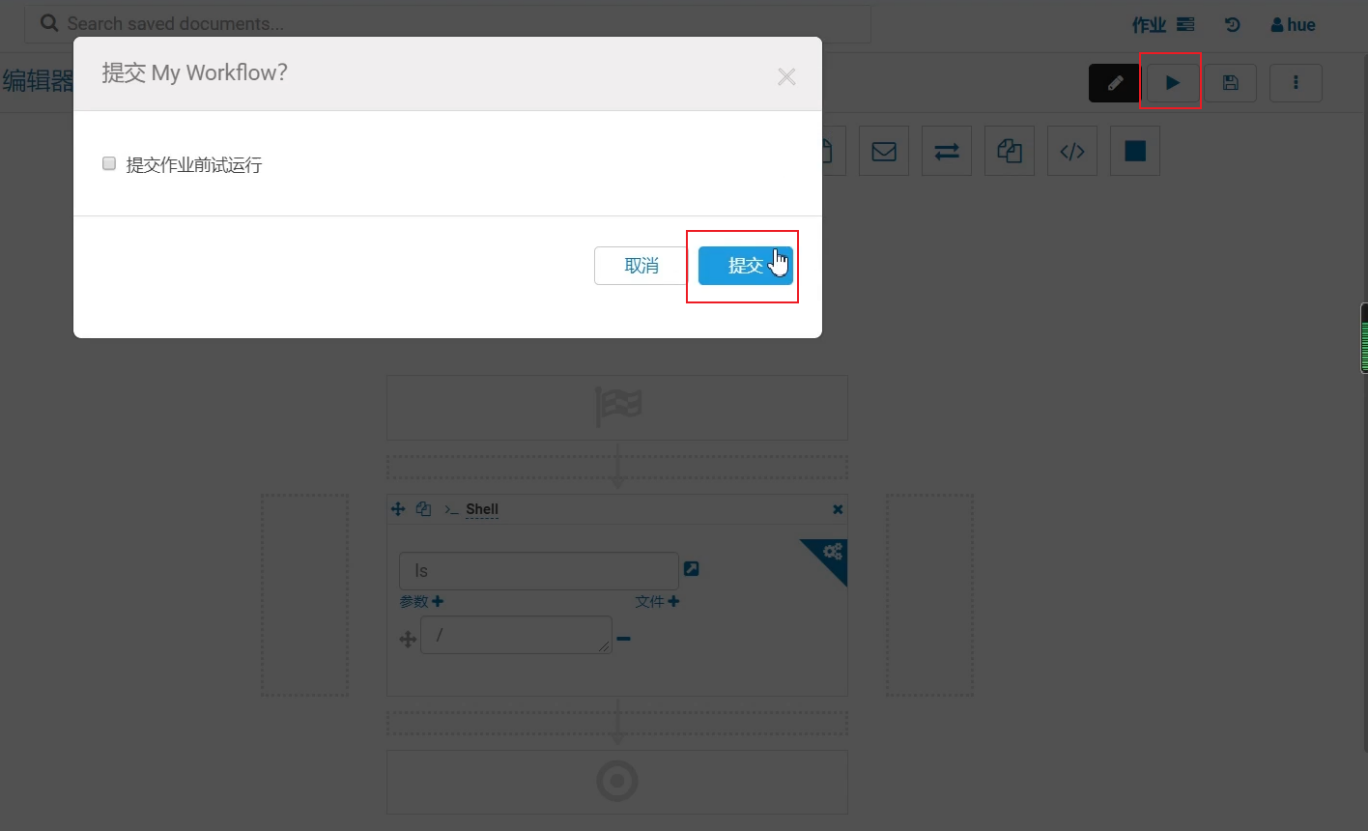 Search saved documents...
作业
hue
编辑器
提交 My Workflow?
提交作业前试运行
取消
提交
>_ Shell
ls
参数
文件
/